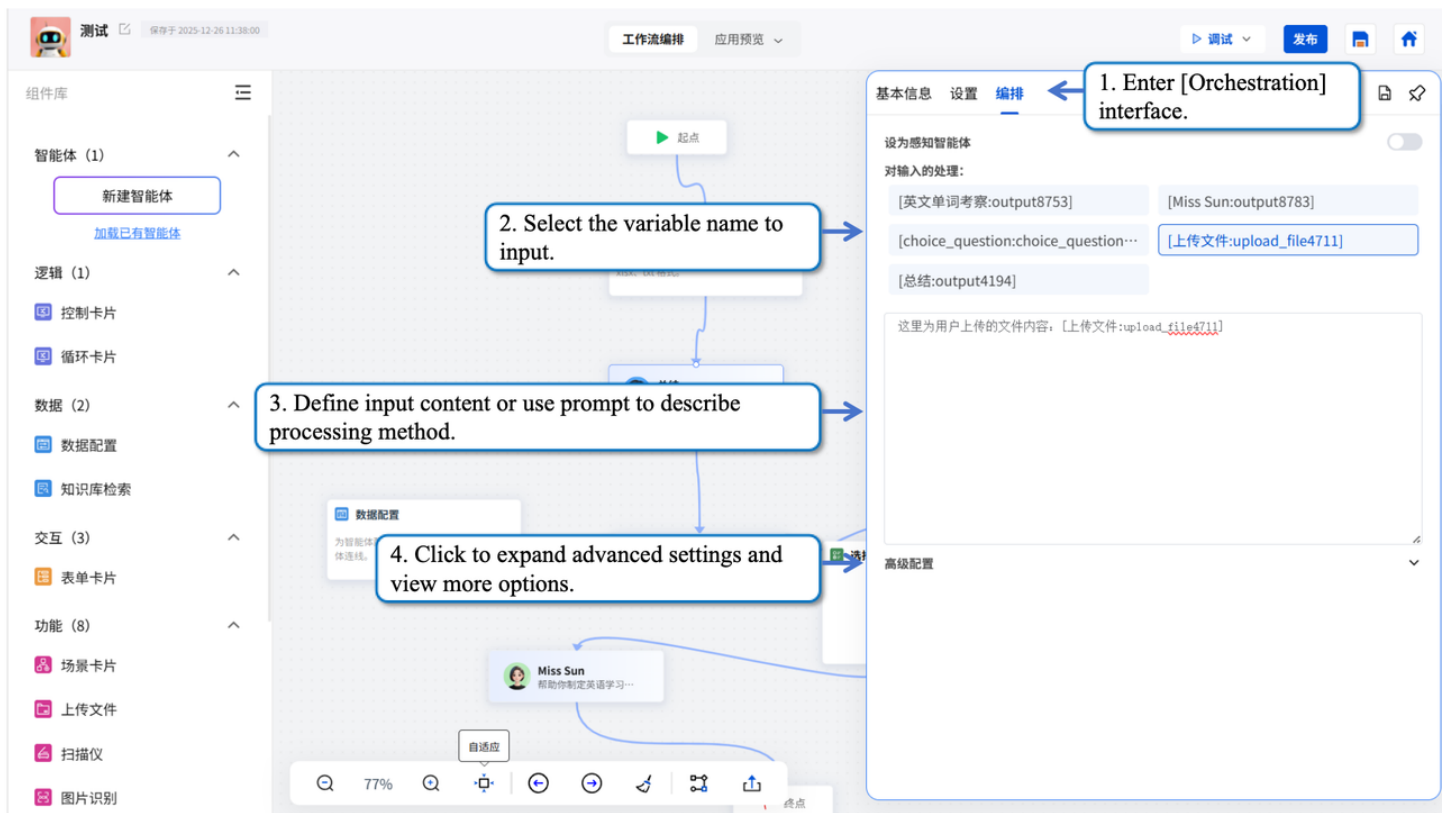 测试
保存于 2025-12-26 11:38:00
工作流编排
应用预览
调试
发布
组件库
智能体（1）
新建智能体
加载已有智能体
逻辑（1）
控制卡片
循环卡片
数据（2）
数据配置
知识库检索
交互（3）
表单卡片
功能（8）
场景卡片
上传文件
扫描仪
图片识别
起点
2. Select the variable name to
input.
3. Define input content or use prompt to describe
processing method.
数据配置
为智能体
体连线。
4. Click to expand advanced settings and
view more options.
Miss Sun
帮助你制定英语学习…
自适应
77%
终点
基本信息
设置
编排
1. Enter [Orchestration]
interface.
设为感知智能体
对输入的处理：
[英文单词考察:output8753]
[Miss Sun:output8783]
[choice_question:choice_question…
[上传文件:upload_file4711]
[总结:output4194]
这里为用户上传的文件内容：[上传文件:upload_file4711]
高级配置